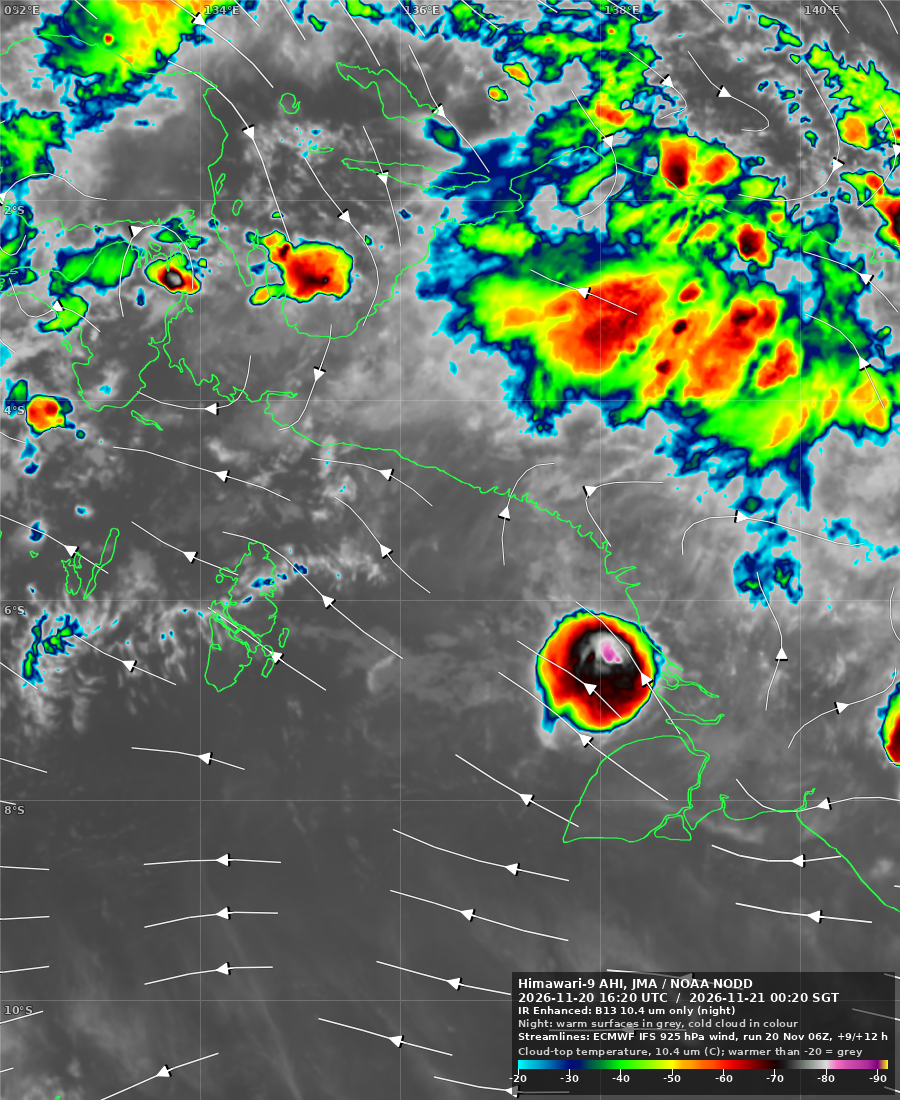 0°
132°E
134°E
136°E
138°E
140°E
2°S
4°S
6°S
8°S
10°S
Himawari-9 AHI, JMA / NOAA NODD
2026-11-20 16:20 UTC / 2026-11-21 00:20 SGT
IR Enhanced: B13 10.4 um only (night)
Night: warm surfaces in grey, cold cloud in colour
Streamlines: ECMWF IFS 925 hPa wind, run 20 Nov 06Z, +9/+12 h
Cloud-top temperature, 10.4 um (C); warmer than -20 = grey
-20 -30 -40 -50 -60 -70 -80 -90